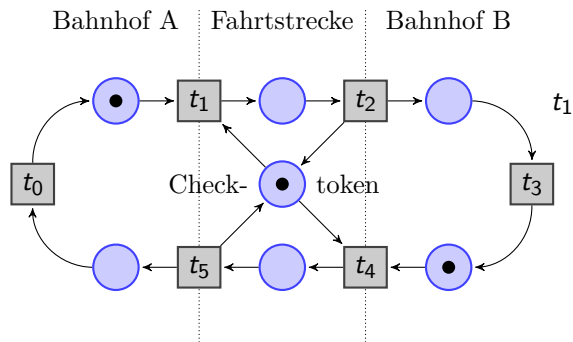 Bahnhof A Fahrtstrecke Bahnhof B
t1 t2 t1
t0 Check- token t3
t5 t4